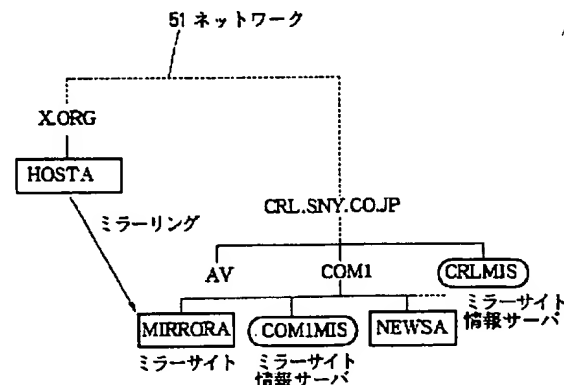 51 ネットワーク
X.ORG
HOSTA
ミラーリング
CRL.SNY.CO.JP
AV
COM1
CRLMIS
ミラーサイト
情報サーバ
MIRRORA
COM1MIS
NEWSA
ミラーサイト
ミラーサイト
情報サーバ